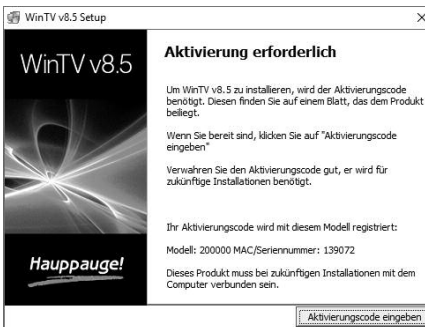 WinTV v8.5 Setup
WinTV v8.5
Hauppauge!
Aktivierung erforderlich
Um WinTV v8.5 zu installieren, wird der Aktivierungscode
benötigt. Diesen finden Sie auf einem Blatt, das dem Produkt
beiliegt.
Wenn Sie bereit sind, klicken Sie auf "Aktivierungscode
eingeben"
Verwahren Sie den Aktivierungscode gut, er wird für
zukünftige Installationen benötigt.
Ihr Aktivierungscode wird mit diesem Modell registriert:
Modell: 200000 MAC/Seriennummer: 139072
Dieses Produkt muss bei zukünftigen Installationen mit dem
Computer verbunden sein.
Aktivierungscode eingeben